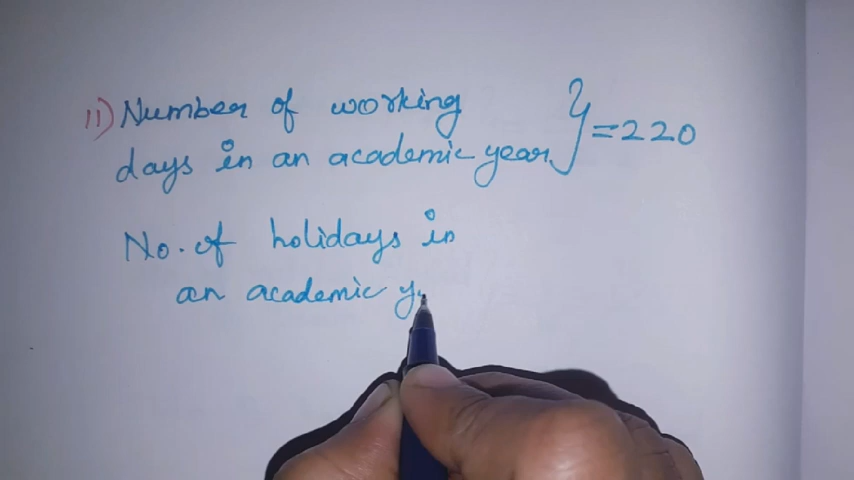 11) Number of working
days in an academic year } = 220
No. of holidays in
an academic y